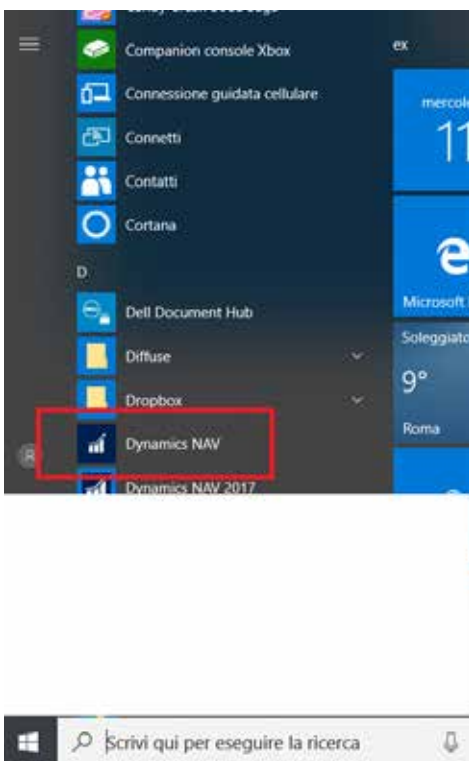 Companion console Xbox
ex
Connessione guidata cellulare
mercole
Connetti
11
Contatti
Cortana
D
Microsoft
Dell Document Hub
Soleggiato
Diffuse
9°
Dropbox
Roma
Dynamics NAV
Dynamics NAV 2017
Scrivi qui per eseguire la ricerca